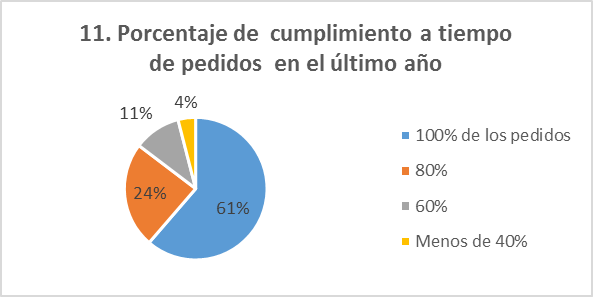 11. Porcentaje de cumplimiento a tiempo
de pedidos en el último año
4%
11%
24%
61%
100% de los pedidos
80%
60%
Menos de 40%